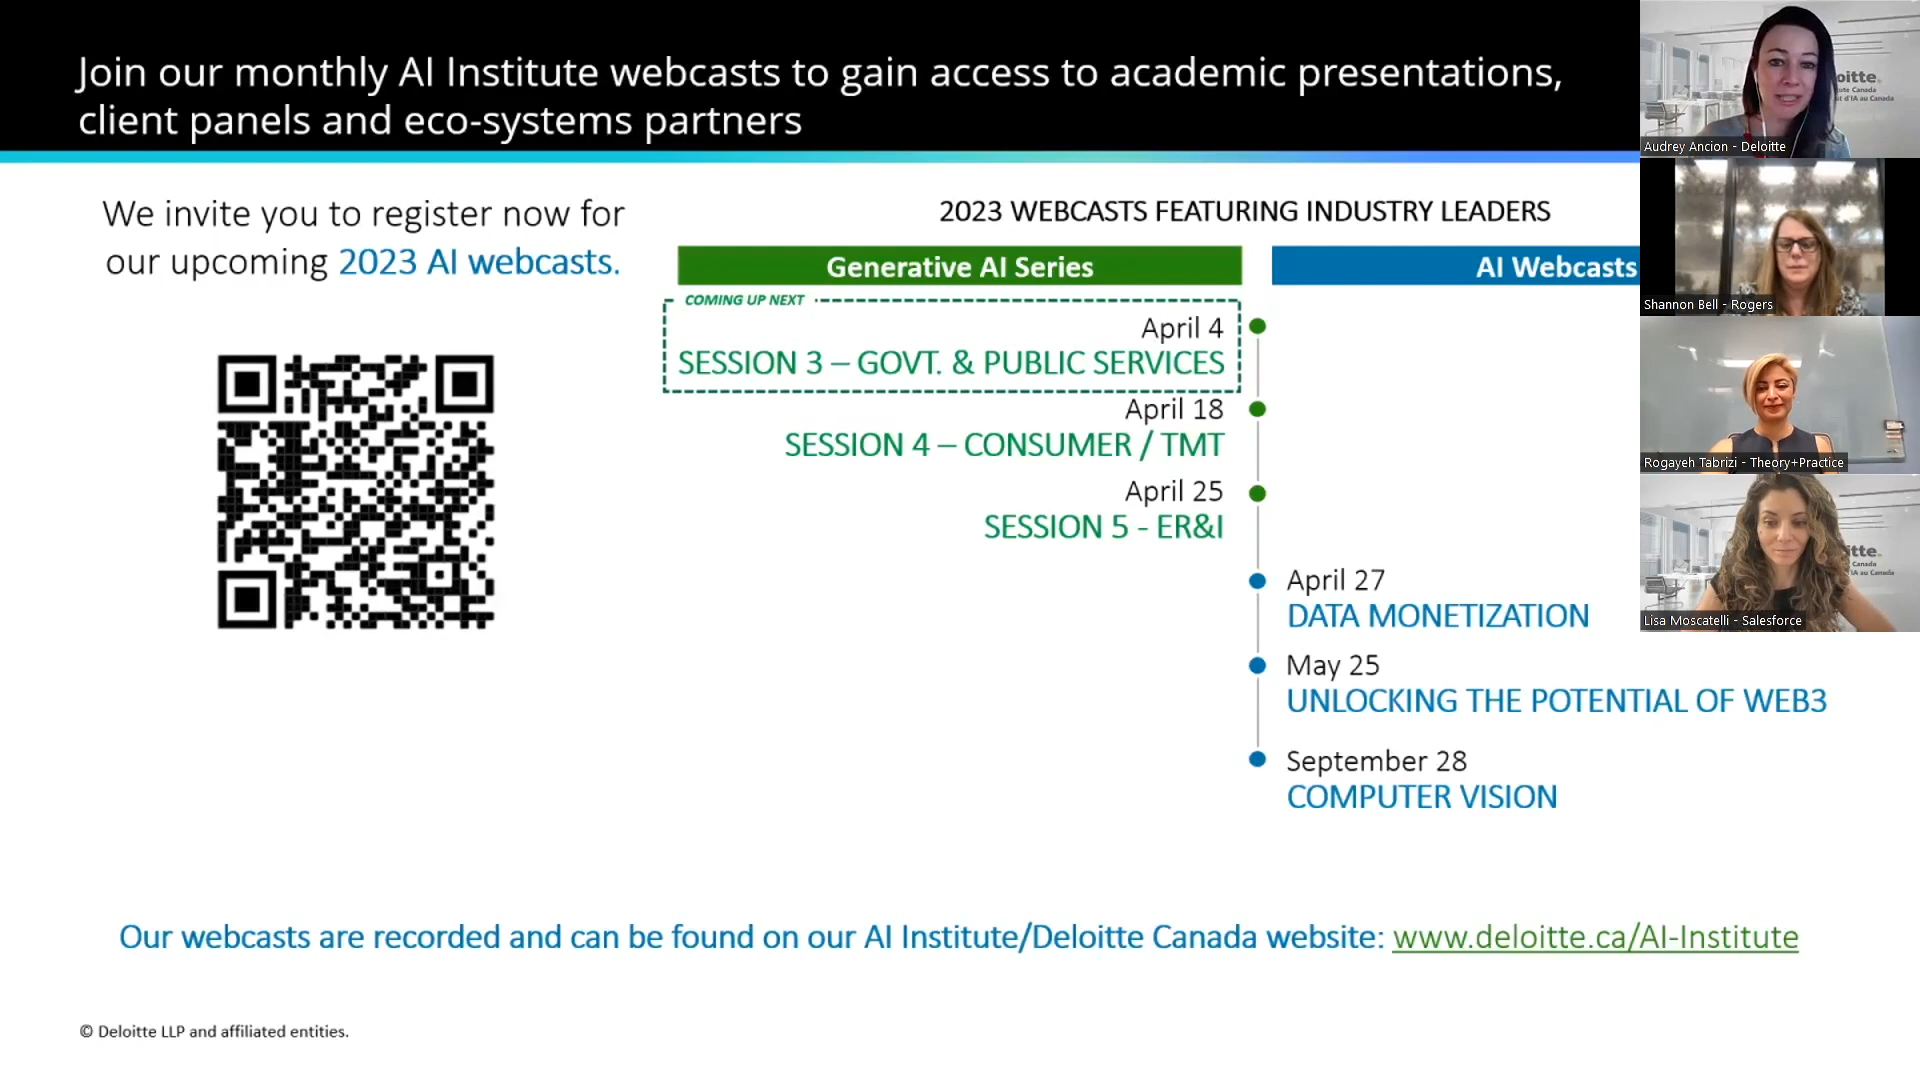 Join our monthly AI Institute webcasts to gain access to academic presentations,
client panels and eco-systems partners
We invite you to register now for
our upcoming 2023 AI webcasts.
2023 WEBCASTS FEATURING INDUSTRY LEADERS
Generative AI Series
COMING UP NEXT
April 4
SESSION 3 – GOVT. & PUBLIC SERVICES
April 18
SESSION 4 – CONSUMER / TMT
April 25
SESSION 5 - ER&I
AI Webcasts
April 27
DATA MONETIZATION
May 25
UNLOCKING THE POTENTIAL OF WEB3
September 28
COMPUTER VISION
Our webcasts are recorded and can be found on our AI Institute/Deloitte Canada website: www.deloitte.ca/AI-Institute
© Deloitte LLP and affiliated entities.
Audrey Ancion - Deloitte
Shannon Bell - Rogers
Rogayeh Tabrizi - Theory+Practice
Lisa Moscatelli - Salesforce